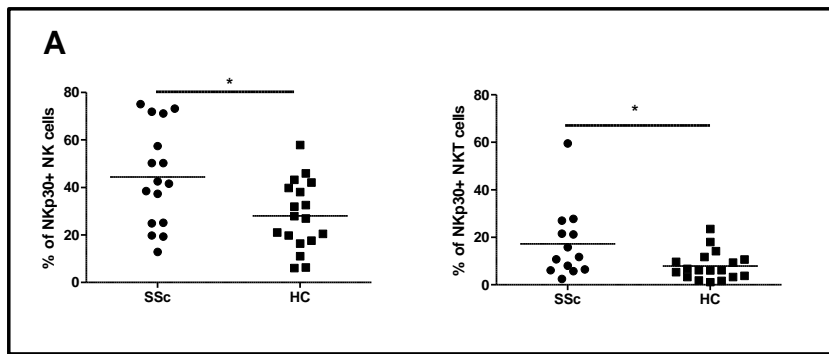 A
% of NKp30+ NK cells
80
60
40
20
0
*
SSc
HC
% of NKp30+ NKT cells
80
60
40
20
0
*
SSc
HC